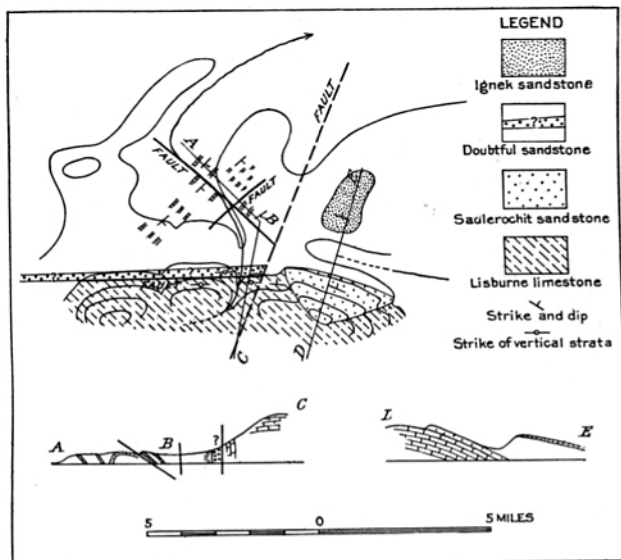 LEGEND
Ignek sandstone
?
Doubtful sandstone
Saulerochit sandstone
Lisburne limestone
Strike and dip
Strike of vertical strata
FAULT
A
FAULT
FAULT
B
?
?
FAULT
C
D
A
B
?
C
L
E
5
0
5 MILES